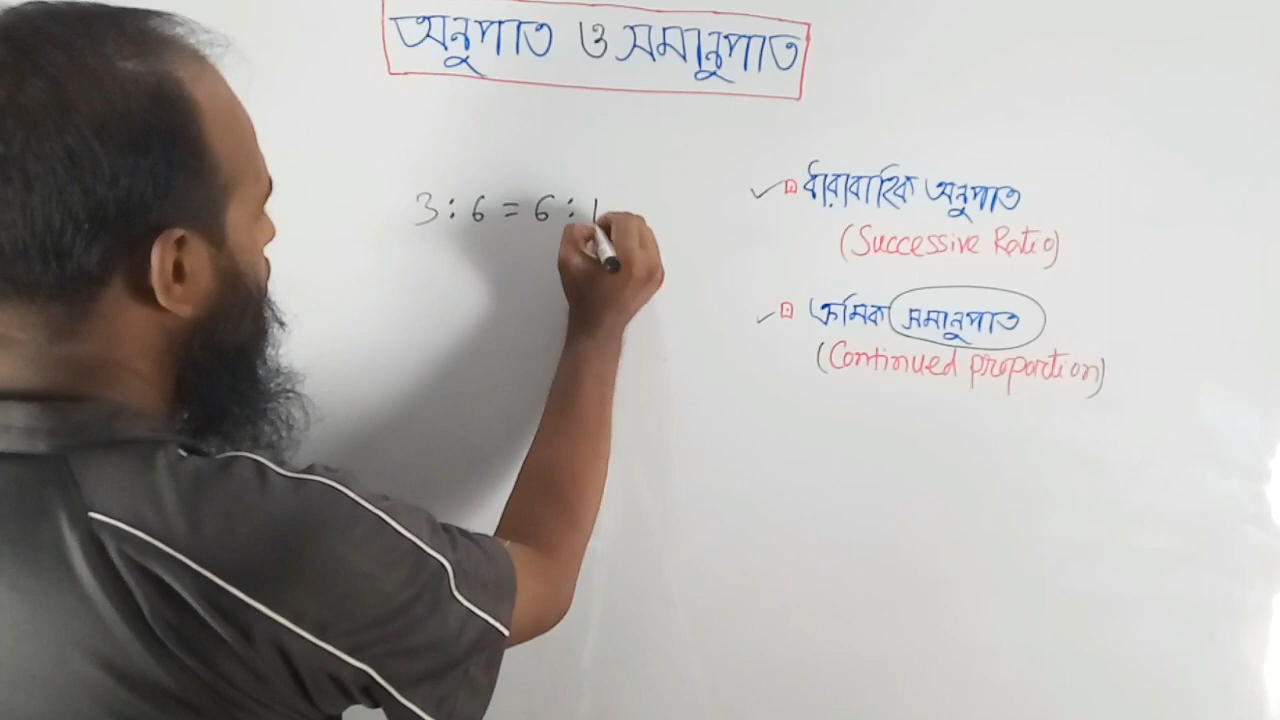 অনুপাত ও সমানুপাত
3 : 6 = 6 : 1
ধারাবাহিক অনুপাত
(Successive Ratio)
ক্রমিক সমানুপাত
(Continued proportion)